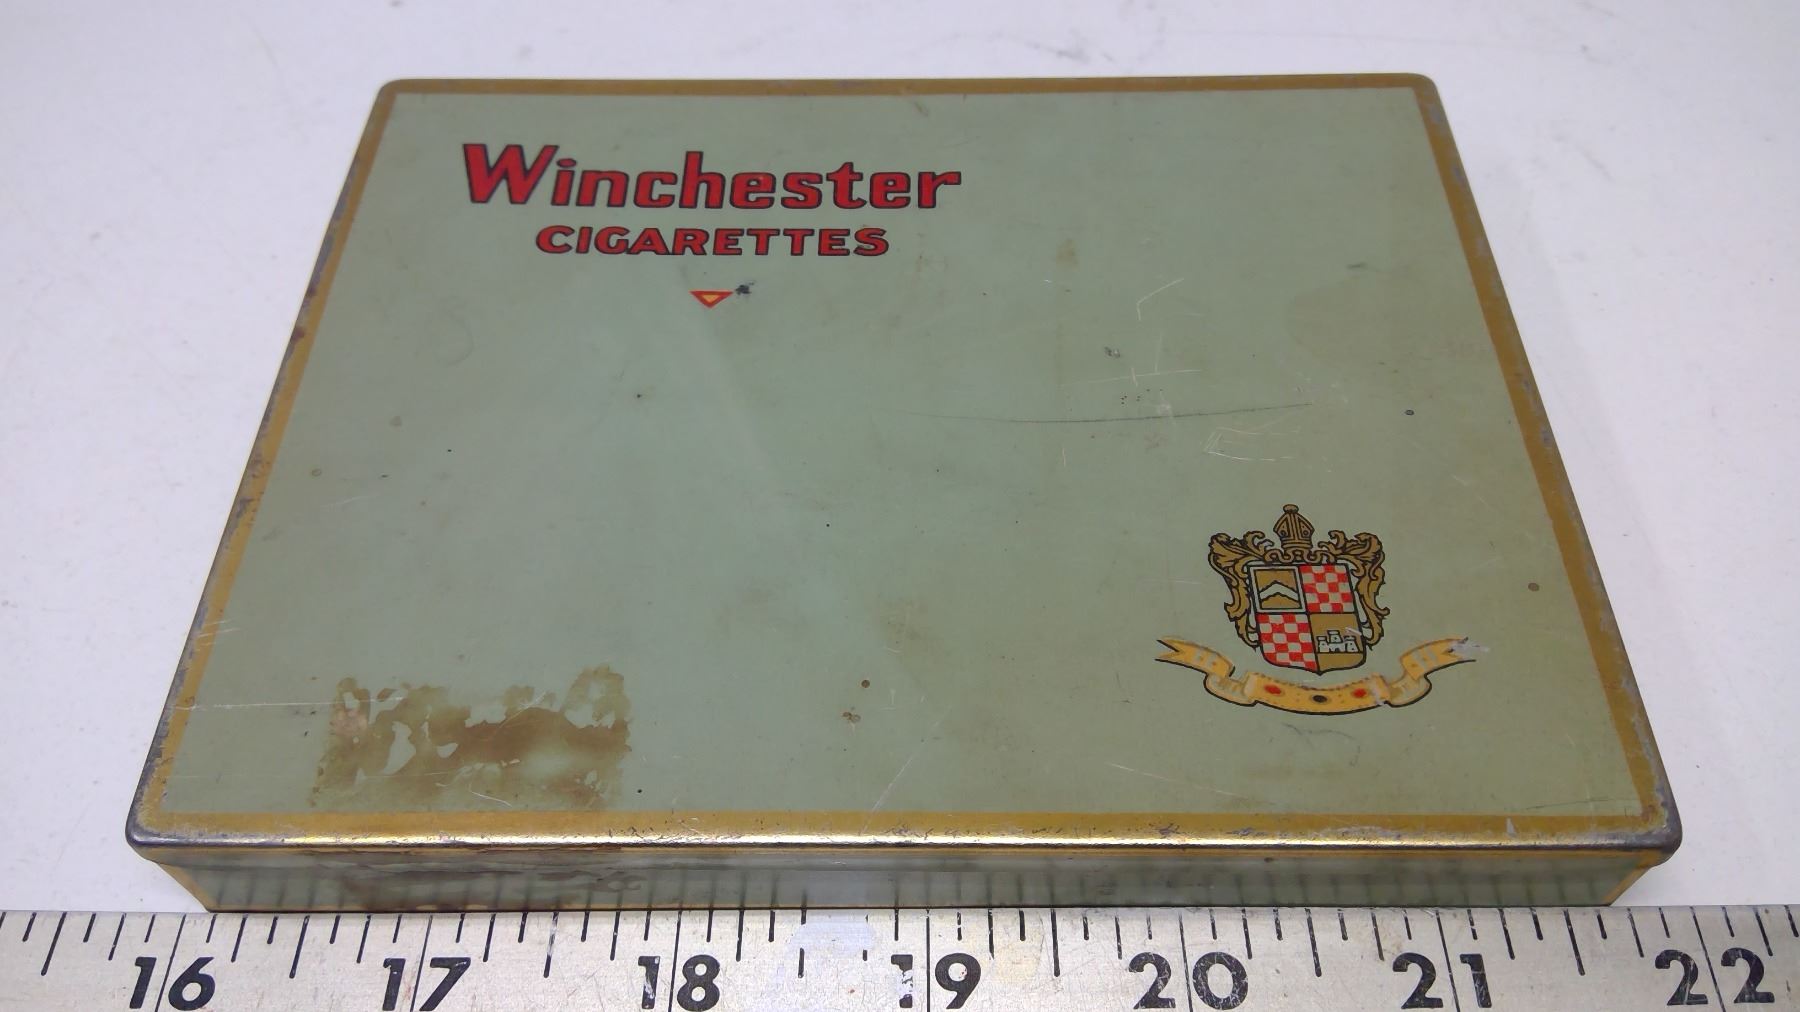 Winchester
CIGARETTES
16 17 18 19 20 21 22